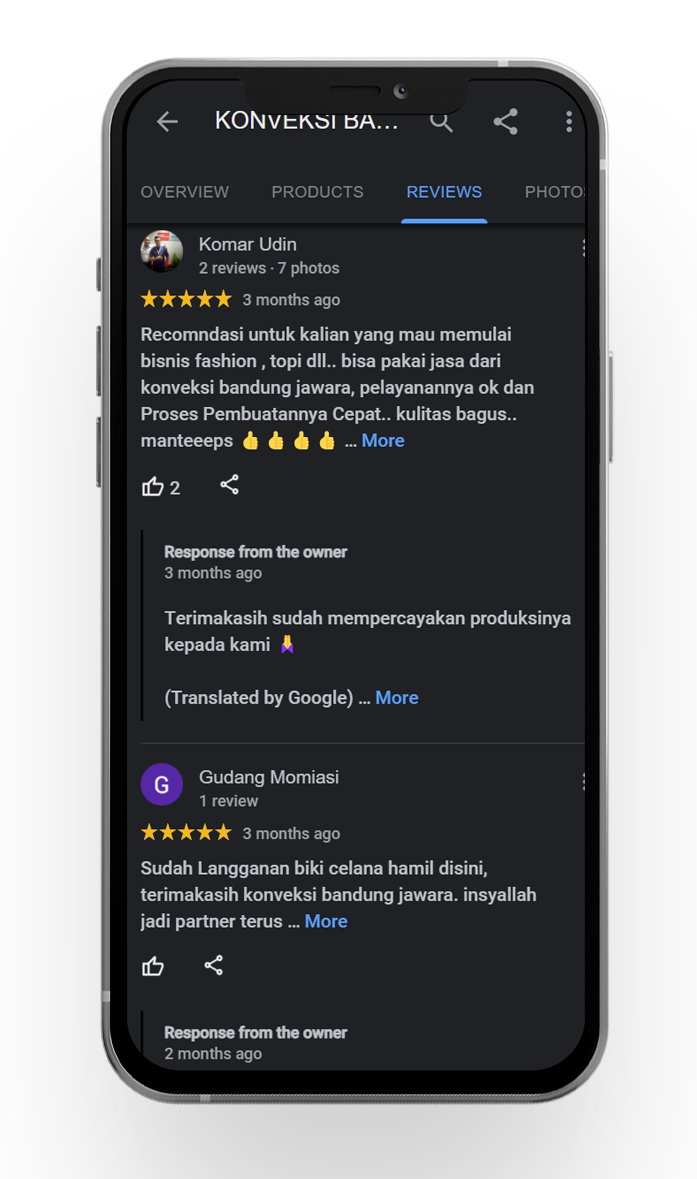 KONVEKSI BA...
OVERVIEW PRODUCTS REVIEWS PHOTO
Komar Udin
2 reviews · 7 photos
3 months ago
Recomndasi untuk kalian yang mau memulai
bisnis fashion , topi dll.. bisa pakai jasa dari
konveksi bandung jawara, pelayanannya ok dan
Proses Pembuatannya Cepat.. kulitas bagus..
manteeeps 👍 👍 👍 👍 ... More
2
Response from the owner
3 months ago
Terimakasih sudah mempercayakan produksinya
kepada kami 🙏
(Translated by Google) ... More
G
Gudang Momiasi
1 review
3 months ago
Sudah Langganan biki celana hamil disini,
terimakasih konveksi bandung jawara. insyallah
jadi partner terus ... More
Response from the owner
2 months ago